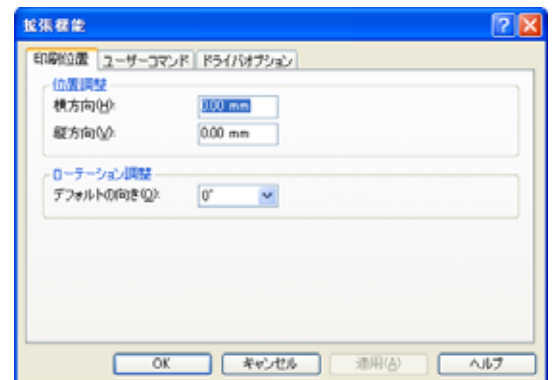 拡張機能
印刷位置 ユーザーコマンド ドライバオプション
位置調整
横方向(H): 0.00 mm
縦方向(V): 0.00 mm
ローテーション調整
デフォルトの向き(O): 0°
OK キャンセル 適用(A) ヘルプ